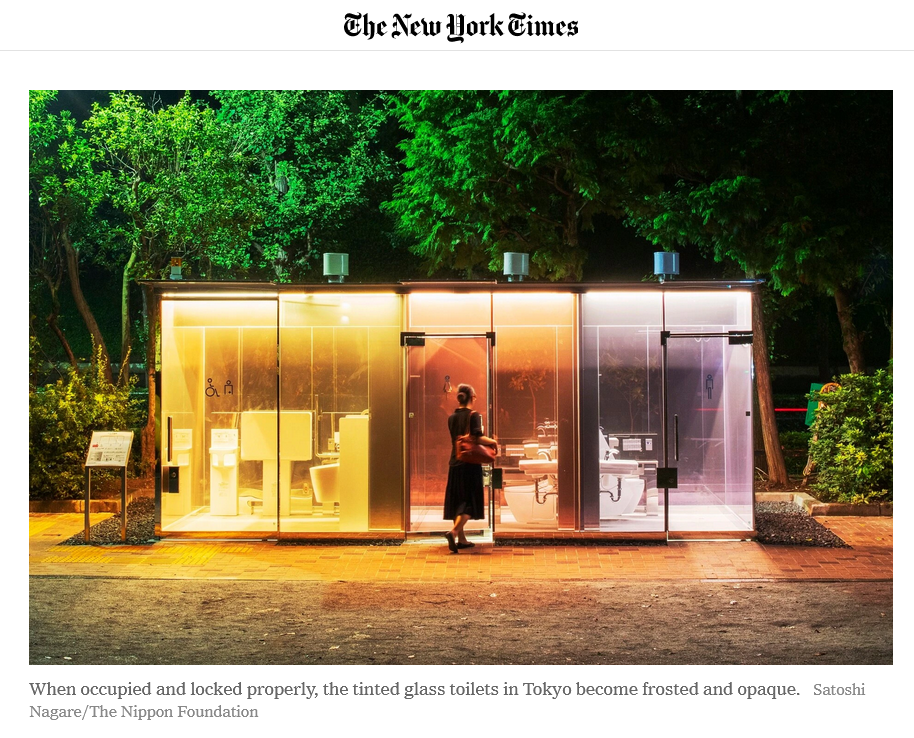 The New York Times
When occupied and locked properly, the tinted glass toilets in Tokyo become frosted and opaque. Satoshi
Nagare/The Nippon Foundation